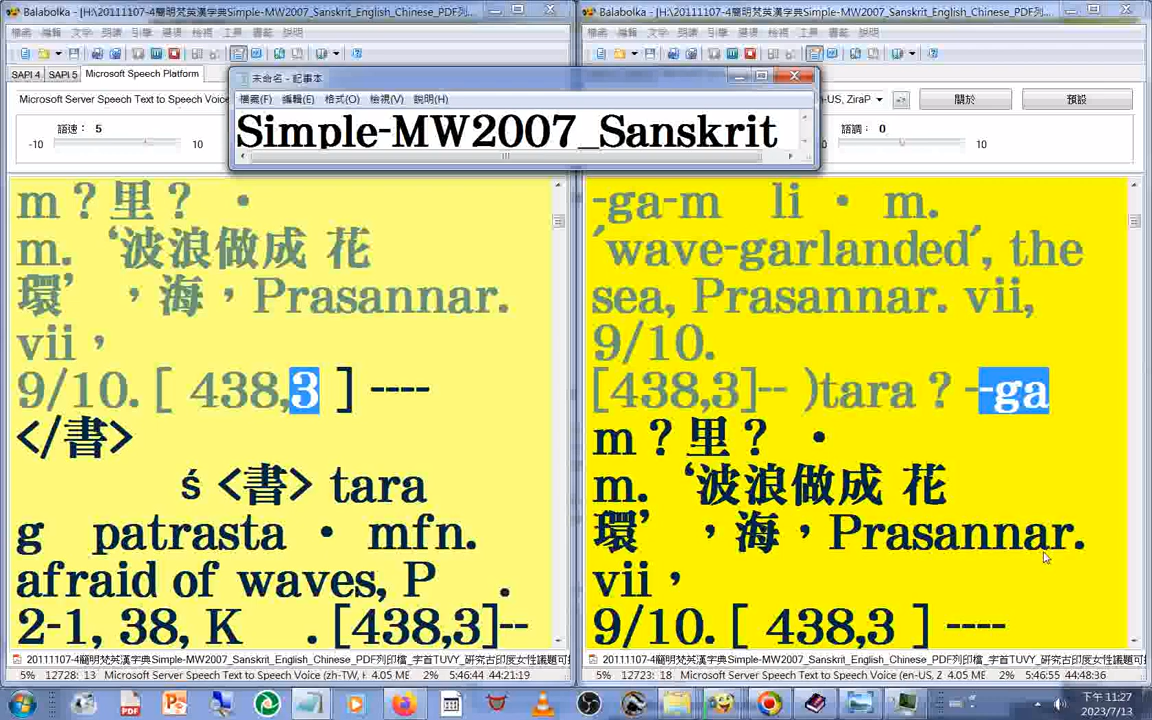 Balabolka - [H:\20111107-4簡明梵英漢字典Simple-MW2007_Sanskrit_English_Chinese_PDF列...
Balabolka - [H:\20111107-4簡明梵英漢字典Simple-MW2007_Sanskrit_English_Chinese_PDF列...
SAPI 4 SAPI 5 Microsoft Speech Platform
未命名 - 記事本
檔案(F) 編輯(E) 格式(O) 檢視(V) 說明(H)
Simple-MW2007_Sanskrit
Microsoft Server Speech Text to Speech Voice
n-US, ZiraP
關於
預設
語速： 5
-10
10
語調： 0
10
m？里？ ‧
m. ‘波浪做成 花
環’ ，海，Prasannar.
vii，
9/10. [ 438,3 ] ----
</書>
ś <書> tara
g patrasta ‧ mfn.
afraid of waves, P .
2-1, 38, K . [438,3]--
-ga-m li ‧ m.
'wave-garlanded', the
sea, Prasannar. vii,
9/10.
[438,3]-- )tara ? --ga
m？里？ ‧
m. ‘波浪做成 花
環’ ，海，Prasannar.
vii，
9/10. [ 438,3 ] ----
20111107-4簡明梵英漢字典Simple-MW2007_Sanskrit_English_Chinese_PDF列印檔_字首TUVY_研究古印度女性議題可
20111107-4簡明梵英漢字典Simple-MW2007_Sanskrit_English_Chinese_PDF列印檔_字首TUVY_研究古印度女性議題可
5% 12728: 13 Microsoft Server Speech Text to Speech Voice (zh-TW, H 4.05 ME 2% 5:46:44 44:21:19
5% 12723: 18 Microsoft Server Speech Text to Speech Voice (en-US, Z 4.05 ME 2% 5:46:55 44:48:36
下午 11:27
2023/7/13